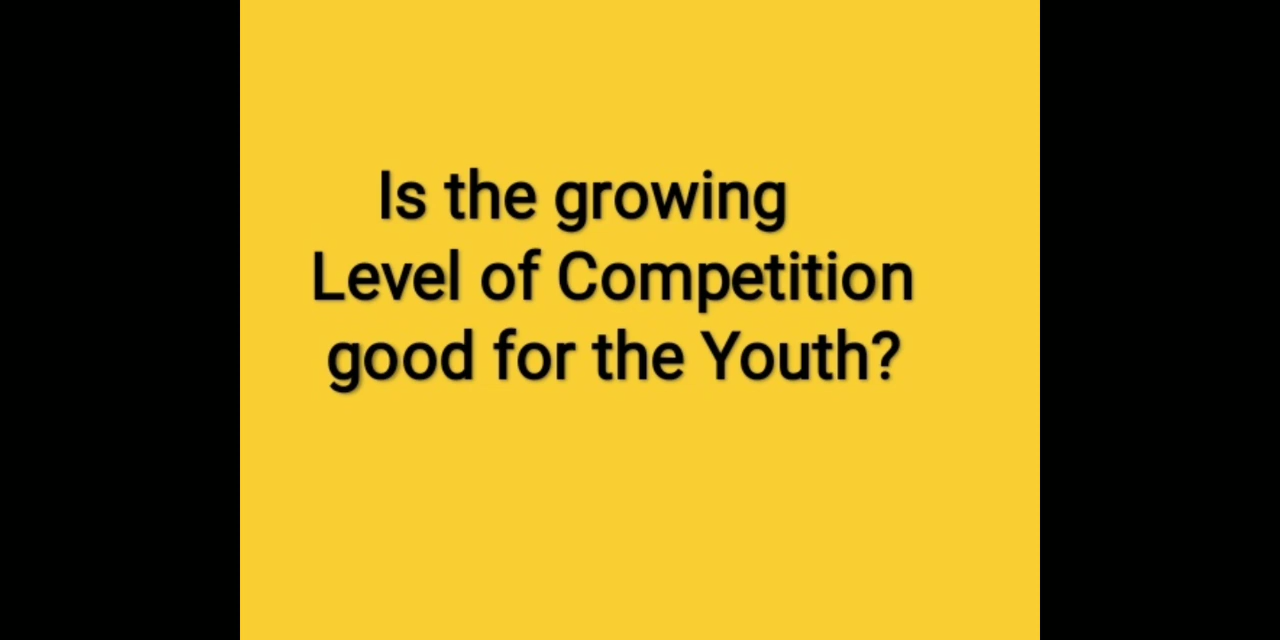 Is the growing
Level of Competition
good for the Youth?